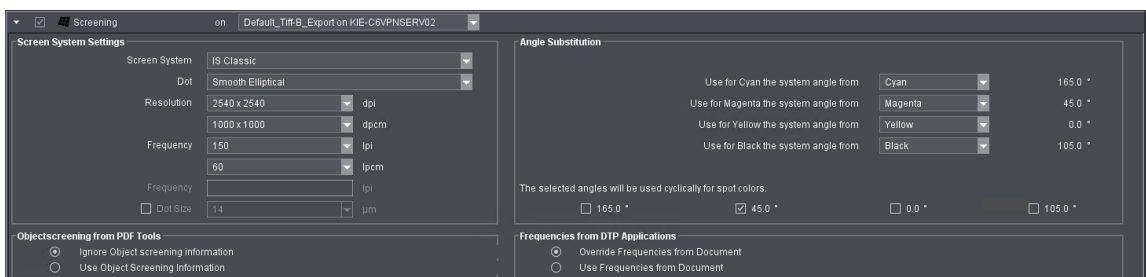 Screening on Default_Tiff-B_Export on KIE-C6VPNSERV02
Screen System Settings
Screen System IS Classic
Dot Smooth Elliptical
Resolution 2540 x 2540 dpi
1000 x 1000 dpcm
Frequency 150 lpi
60 lpcm
Frequency lpi
Dot Size 14 µm
Angle Substitution
Use for Cyan the system angle from Cyan 165.0 °
Use for Magenta the system angle from Magenta 45.0 °
Use for Yellow the system angle from Yellow 0.0 °
Use for Black the system angle from Black 105.0 °
The selected angles will be used cyclically for spot colors.
165.0 ° 45.0 ° 0.0 ° 105.0 °
Objectscreening from PDF Tools
Ignore Object screening information
Use Object Screening Information
Frequencies from DTP Applications
Override Frequencies from Document
Use Frequencies from Document